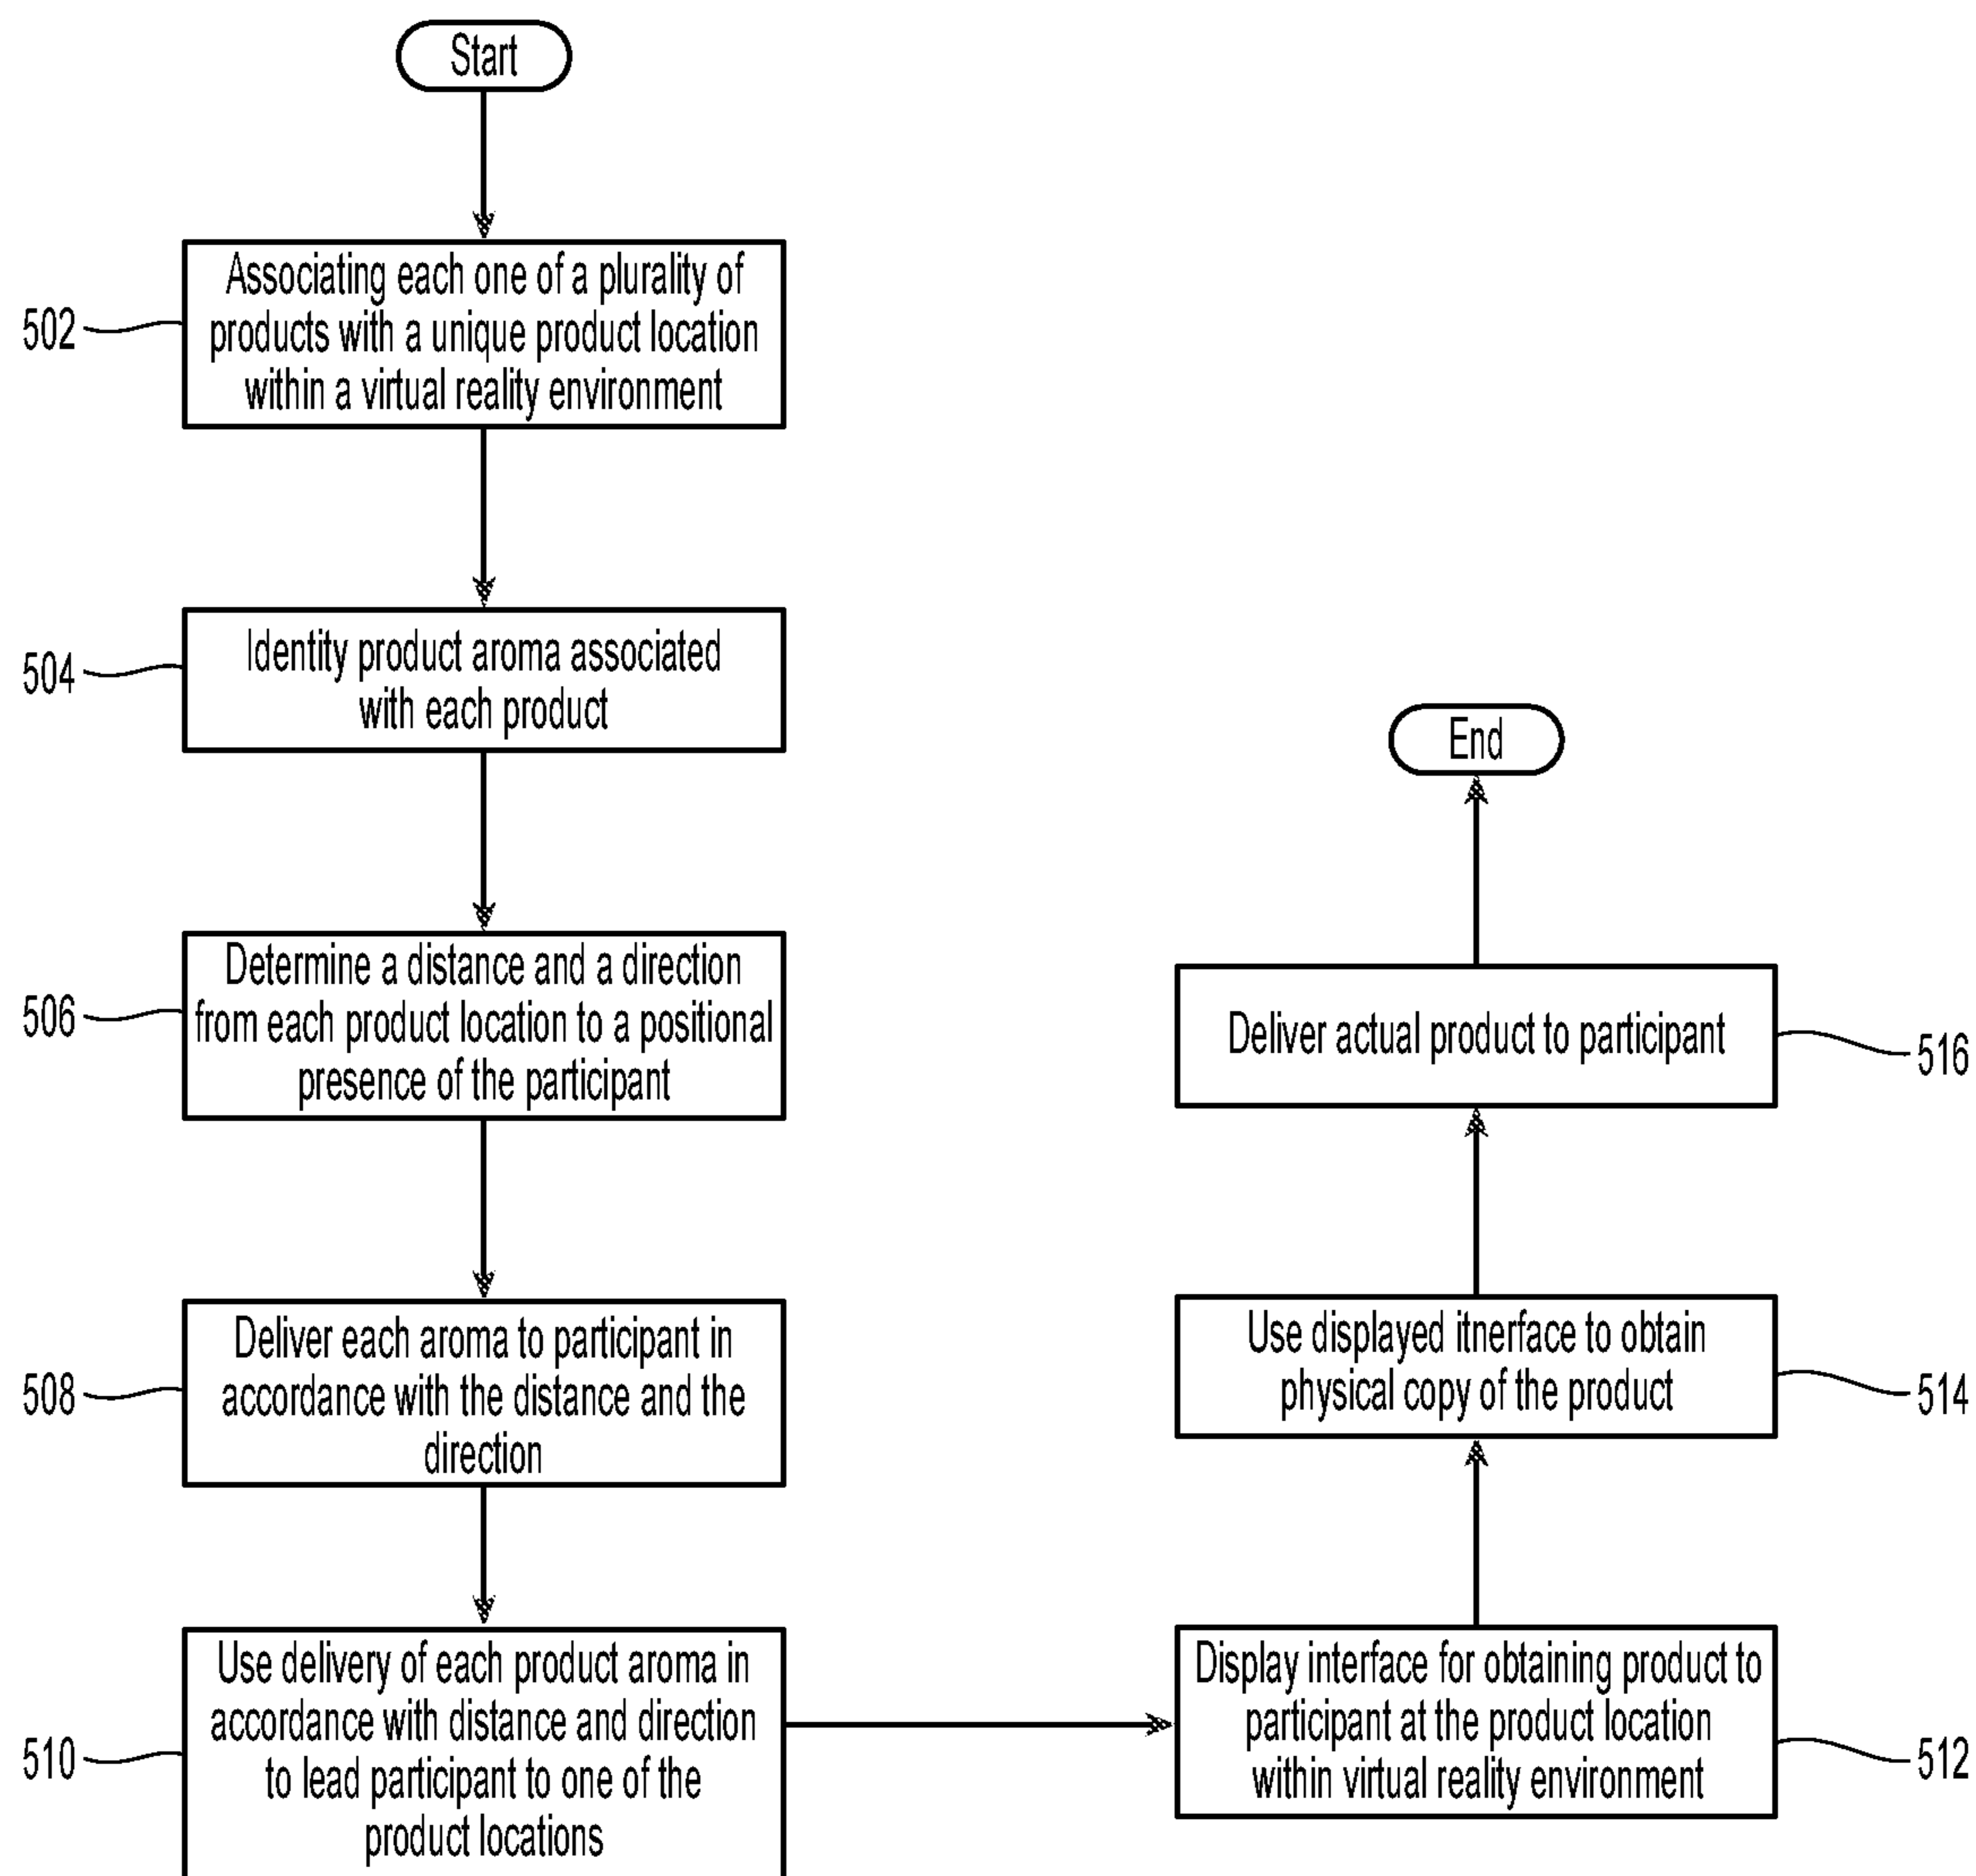 Start
502
Associating each one of a plurality of
products with a unique product location
within a virtual reality environment
504
Identity product aroma associated
with each product
506
Determine a distance and a direction
from each product location to a positional
presence of the participant
508
Deliver each aroma to participant in
accordance with the distance and the
direction
510
Use delivery of each product aroma in
accordance with distance and direction
to lead participant to one of the
product locations
Display interface for obtaining product to
participant at the product location
within virtual reality environment
512
Use displayed itnerface to obtain
physical copy of the product
514
Deliver actual product to participant
516
End